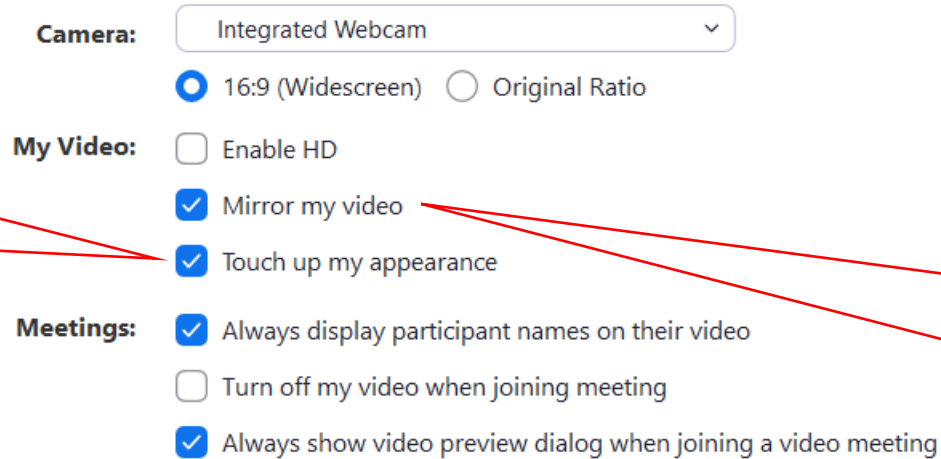 Camera: Integrated Webcam
16:9 (Widescreen) Original Ratio
My Video: Enable HD
Mirror my video
Touch up my appearance
Meetings: Always display participant names on their video
Turn off my video when joining meeting
Always show video preview dialog when joining a video meeting